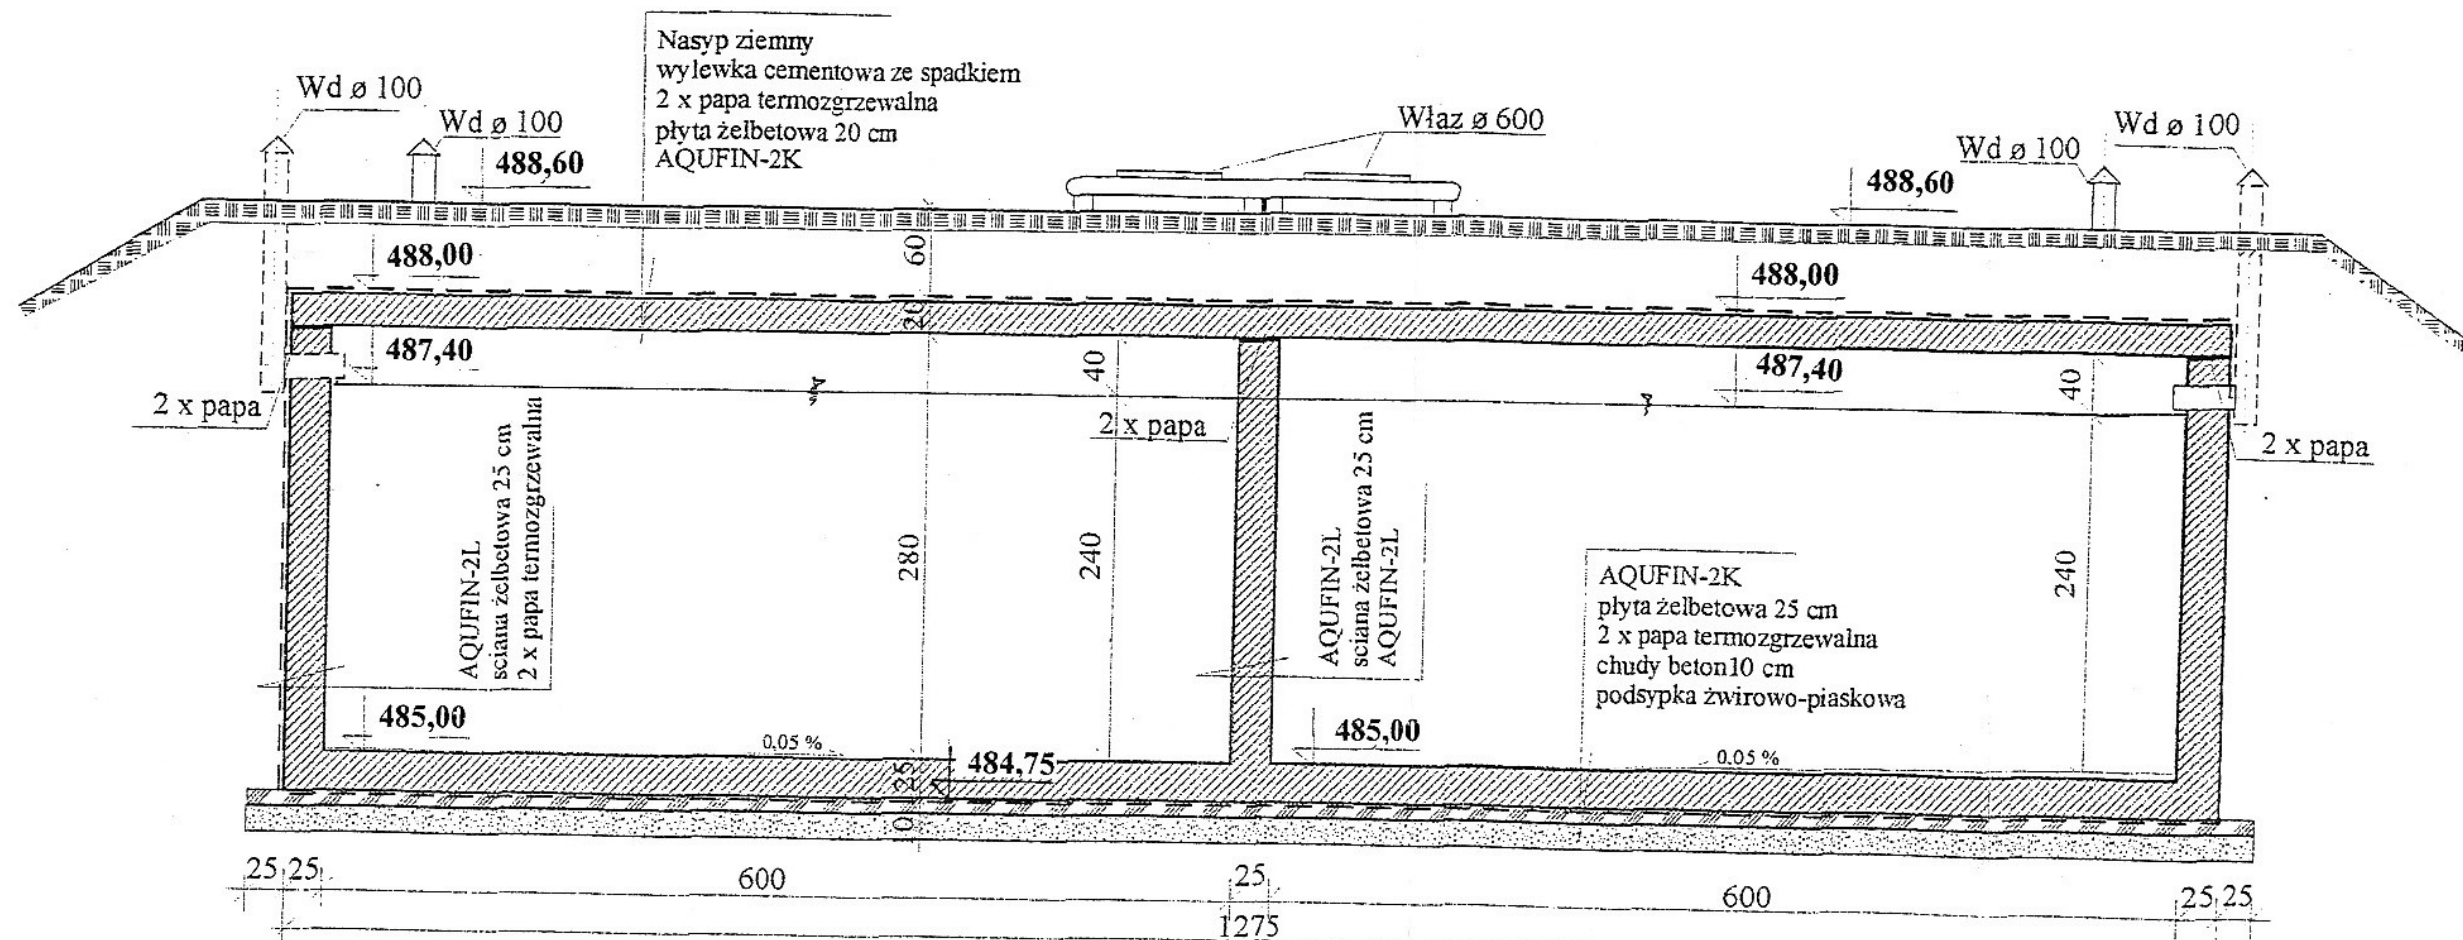 Nasyp ziemny
wylewka cementowa ze spadkiem
2 x papa termozgrzewalna
płyta żelbetowa 20 cm
AQUFIN-2K
Wd ø 100
Wd ø 100
488,60
Właz ø 600
Wd ø 100
Wd ø 100
488,60
60
488,00
488,00
20
487,40
40
487,40
40
2 x papa
2 x papa
2 x papa
AQUFIN-2L
sciana żelbetowa 25 cm
2 x papa termozgrzewalna
280
240
AQUFIN-2L
sciana żelbetowa 25 cm
AQUFIN-2L
AQUFIN-2K
płyta żelbetowa 25 cm
2 x papa termozgrzewalna
chudy beton10 cm
podsypka żwirowo-piaskowa
240
485,00
0,05 %
485,00
0,05 %
25
484,75
10
25 25
600
25
600
25 25
1275